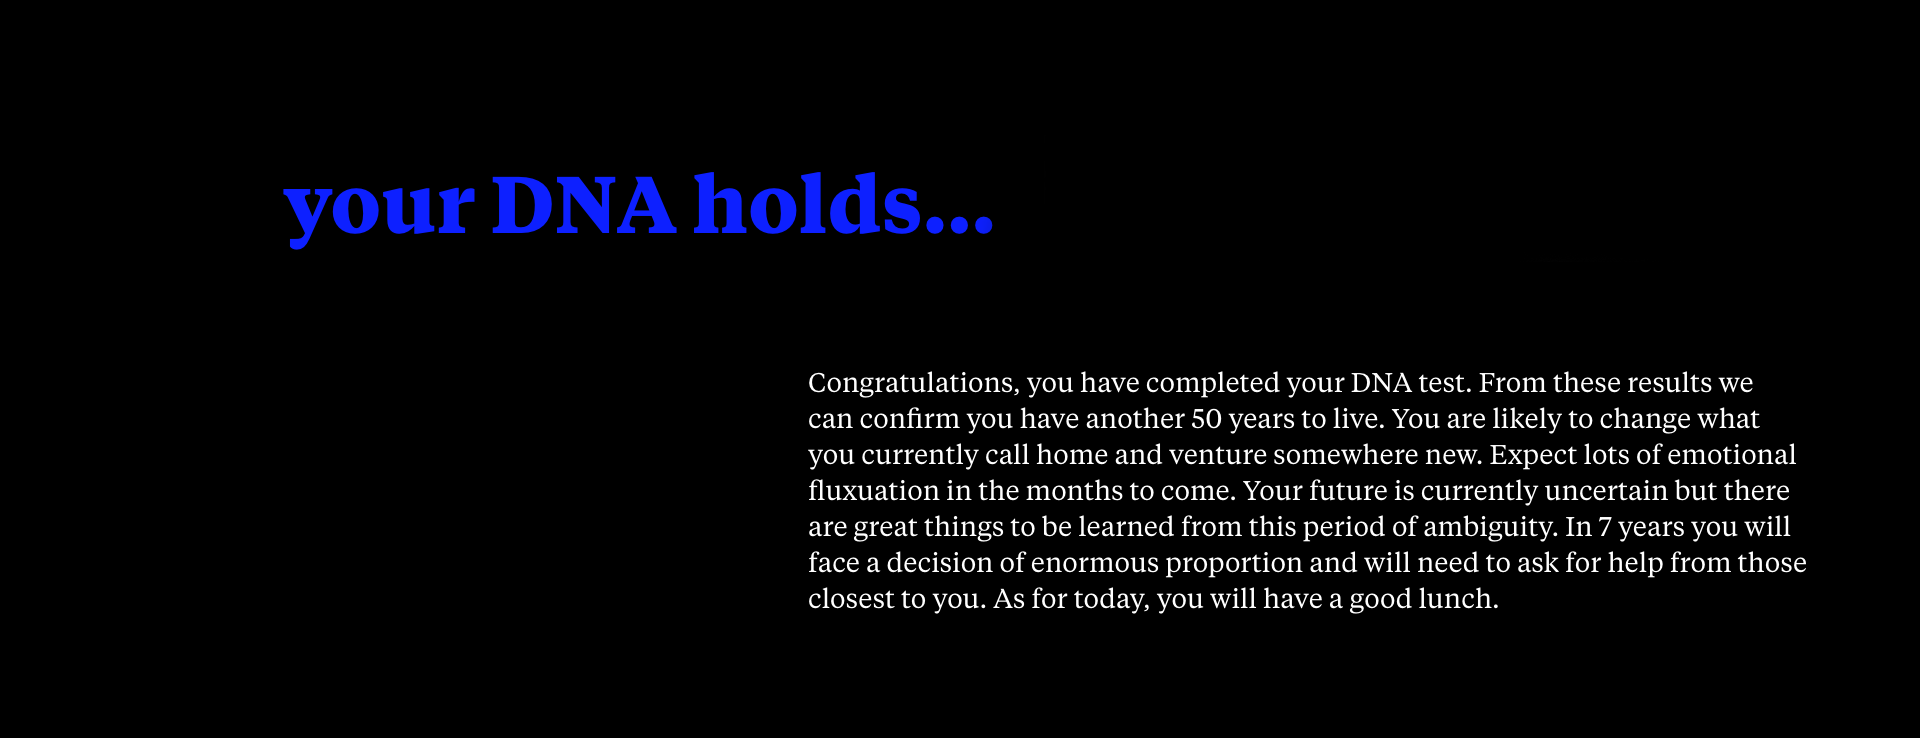 your DNA holds...
Congratulations, you have completed your DNA test. From these results we
can confirm you have another 50 years to live. You are likely to change what
you currently call home and venture somewhere new. Expect lots of emotional
fluxuation in the months to come. Your future is currently uncertain but there
are great things to be learned from this period of ambiguity. In 7 years you will
face a decision of enormous proportion and will need to ask for help from those
closest to you. As for today, you will have a good lunch.